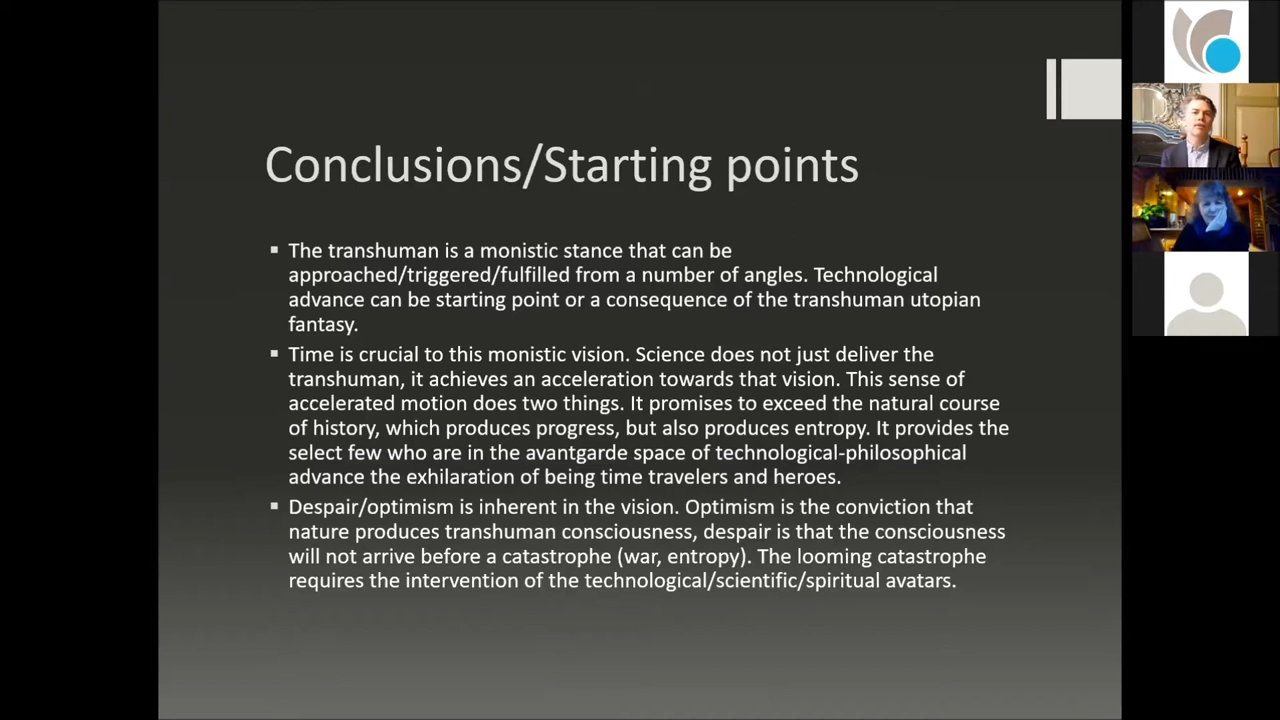 Conclusions/Starting points
The transhuman is a monistic stance that can be
approached/triggered/fulfilled from a number of angles. Technological
advance can be starting point or a consequence of the transhuman utopian
fantasy.
Time is crucial to this monistic vision. Science does not just deliver the
transhuman, it achieves an acceleration towards that vision. This sense of
accelerated motion does two things. It promises to exceed the natural course
of history, which produces progress, but also produces entropy. It provides the
select few who are in the avantgarde space of technological-philosophical
advance the exhilaration of being time travelers and heroes.
Despair/optimism is inherent in the vision. Optimism is the conviction that
nature produces transhuman consciousness, despair is that the consciousness
will not arrive before a catastrophe (war, entropy). The looming catastrophe
requires the intervention of the technological/scientific/spiritual avatars.